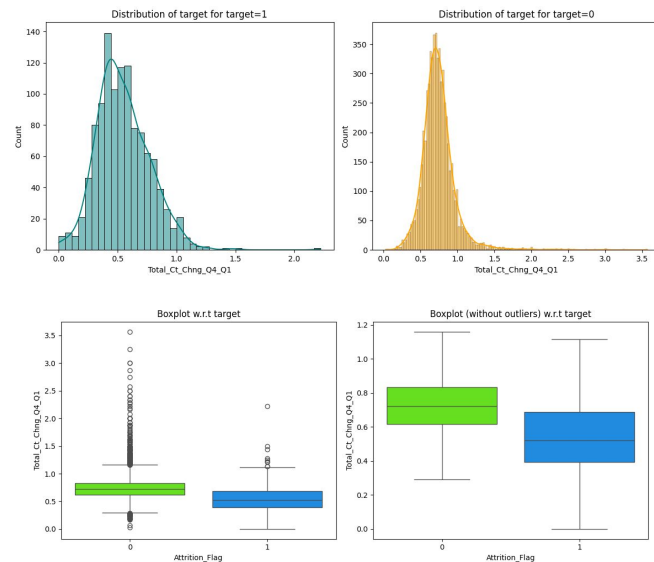 Distribution of target for target=1
140
120
100
80
60
40
20
0
Count
0.0 0.5 1.0 1.5 2.0
Total_Ct_Chng_Q4_Q1
Distribution of target for target=0
350
300
250
200
150
100
50
0
Count
0.0 0.5 1.0 1.5 2.0 2.5 3.0 3.5
Total_Ct_Chng_Q4_Q1
Boxplot w.r.t target
3.5
3.0
2.5
2.0
1.5
1.0
0.5
0.0
Total_Ct_Chng_Q4_Q1
0 1
Attrition_Flag
Boxplot (without outliers) w.r.t target
1.2
1.0
0.8
0.6
0.4
0.2
0.0
Total_Ct_Chng_Q4_Q1
0 1
Attrition_Flag